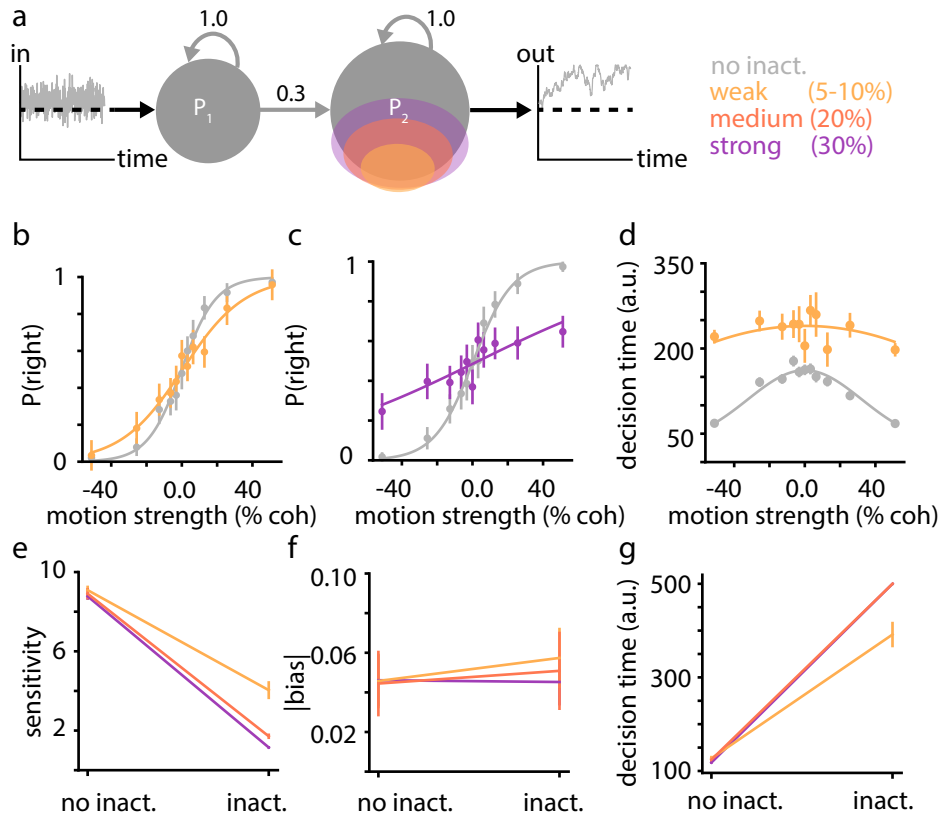 a
in
1.0
1.0
out
P1
0.3
P2
time
time
no inact.
weak (5-10%)
medium (20%)
strong (30%)
b
c
d
P(right)
1
0
-40
0.0
40
motion strength (% coh)
P(right)
1
0
-40
0.0
40
motion strength (% coh)
decision time (a.u.)
350
200
50
-40
0.0
40
motion strength (% coh)
e
f
g
sensitivity
10
6
2
no inact.
inact.
|bias|
0.10
0.06
0.02
no inact.
inact.
decision time (a.u.)
500
300
100
no inact.
inact.